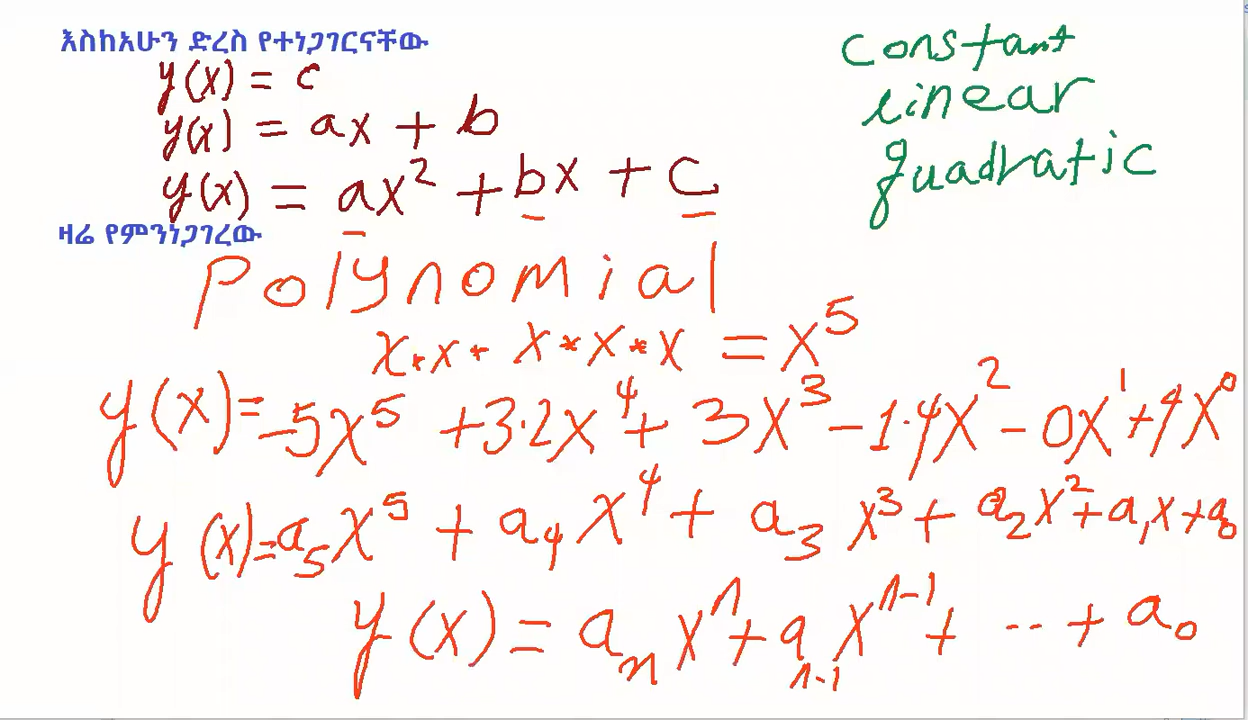 እስከአሁን ድረስ የተነጋገርናቸው
y(x) = c
constant
y(x) = ax + b
linear
y(x) = ax² + bx + c
quadratic
ዛሬ የምንነጋገረው
Polynomial
x*x*x*x*x = x⁵
y(x) = -5x⁵ + 3.2x⁴ + 3x³ - 1.4x² - 0x¹ + 4x⁰
y(x) = a₅x⁵ + a₄x⁴ + a₃x³ + a₂x² + a₁x + a₀
y(x) = aₙxⁿ + aₙ₋₁xⁿ⁻¹ + ·· + a₀